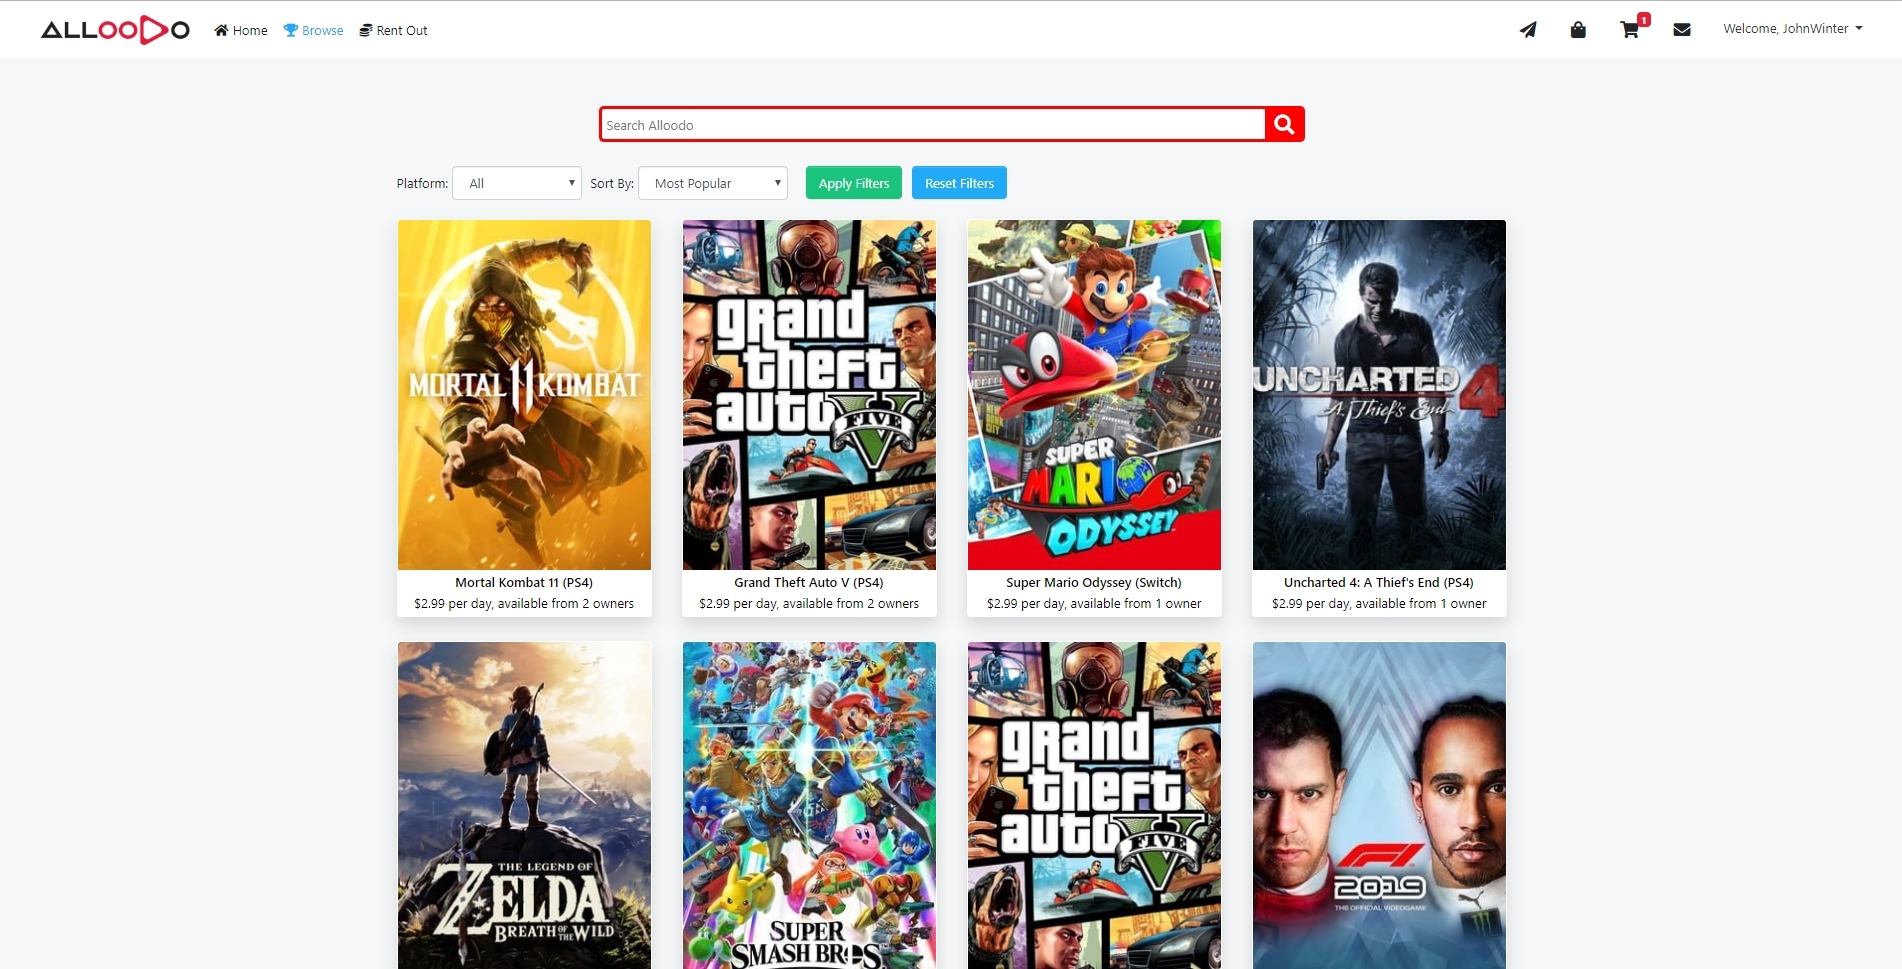 ALLOODO
Home Browse Rent Out
1
Welcome, JohnWinter
Search Alloodo
Platform: All Sort By: Most Popular Apply Filters Reset Filters
MORTAL 11 KOMBAT
grand
theft
auto V
FIVE
NEW
DONK
CITY
SUPER
MARIO
ODYSSEY
UNCHARTED 4
A Thief's End
Mortal Kombat 11 (PS4)
$2.99 per day, available from 2 owners
Grand Theft Auto V (PS4)
$2.99 per day, available from 2 owners
Super Mario Odyssey (Switch)
$2.99 per day, available from 1 owner
Uncharted 4: A Thief's End (PS4)
$2.99 per day, available from 1 owner
THE LEGEND OF
ZELDA
BREATH OF THE WILD
SUPER
SMASH BROS.
grand
theft
auto V
FIVE
F1
2019
THE OFFICIAL VIDEOGAME